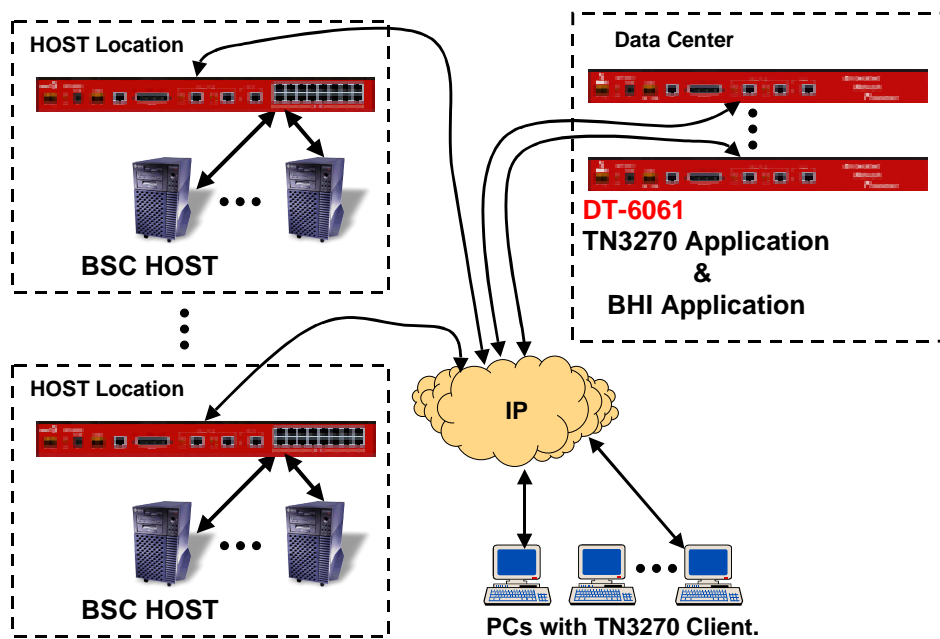 HOST Location
BSC HOST
Data Center
DT-6061
TN3270 Application
&
BHI Application
HOST Location
BSC HOST
IP
PCs with TN3270 Client.